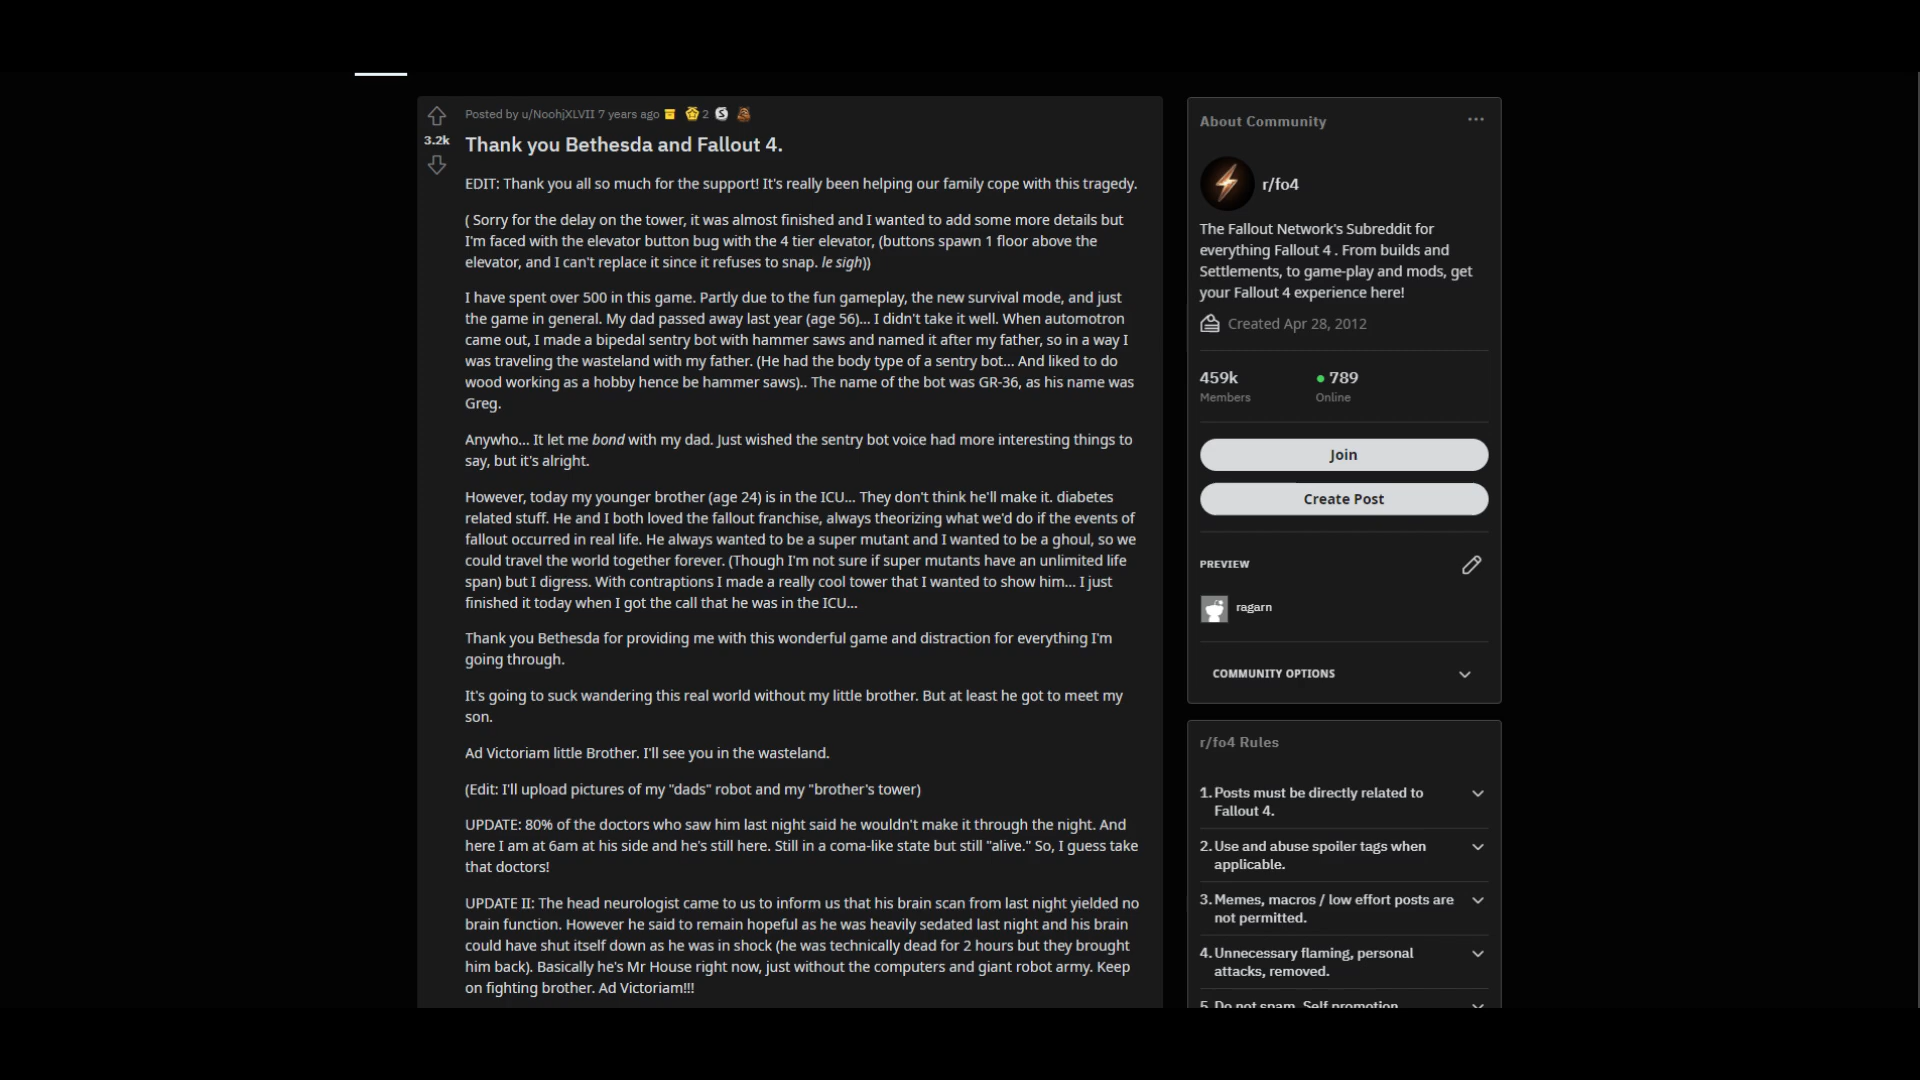 Posted by u/NoohjXLVII 7 years ago 2
3.2k
Thank you Bethesda and Fallout 4.
EDIT: Thank you all so much for the support! It's really been helping our family cope with this tragedy.
( Sorry for the delay on the tower, it was almost finished and I wanted to add some more details but
I'm faced with the elevator button bug with the 4 tier elevator, (buttons spawn 1 floor above the
elevator, and I can't replace it since it refuses to snap. le sigh))
I have spent over 500 in this game. Partly due to the fun gameplay, the new survival mode, and just
the game in general. My dad passed away last year (age 56)... I didn't take it well. When automotron
came out, I made a bipedal sentry bot with hammer saws and named it after my father, so in a way I
was traveling the wasteland with my father. (He had the body type of a sentry bot... And liked to do
wood working as a hobby hence be hammer saws).. The name of the bot was GR-36, as his name was
Greg.
Anywho... It let me bond with my dad. Just wished the sentry bot voice had more interesting things to
say, but it's alright.
However, today my younger brother (age 24) is in the ICU... They don't think he'll make it. diabetes
related stuff. He and I both loved the fallout franchise, always theorizing what we'd do if the events of
fallout occurred in real life. He always wanted to be a super mutant and I wanted to be a ghoul, so we
could travel the world together forever. (Though I'm not sure if super mutants have an unlimited life
span) but I digress. With contraptions I made a really cool tower that I wanted to show him... I just
finished it today when I got the call that he was in the ICU...
Thank you Bethesda for providing me with this wonderful game and distraction for everything I'm
going through.
It's going to suck wandering this real world without my little brother. But at least he got to meet my
son.
Ad Victoriam little Brother. I'll see you in the wasteland.
(Edit: I'll upload pictures of my "dads" robot and my "brother's tower)
UPDATE: 80% of the doctors who saw him last night said he wouldn't make it through the night. And
here I am at 6am at his side and he's still here. Still in a coma-like state but still "alive." So, I guess take
that doctors!
UPDATE II: The head neurologist came to us to inform us that his brain scan from last night yielded no
brain function. However he said to remain hopeful as he was heavily sedated last night and his brain
could have shut itself down as he was in shock (he was technically dead for 2 hours but they brought
him back). Basically he's Mr House right now, just without the computers and giant robot army. Keep
on fighting brother. Ad Victoriam!!!
About Community
r/fo4
The Fallout Network's Subreddit for
everything Fallout 4 . From builds and
Settlements, to game-play and mods, get
your Fallout 4 experience here!
Created Apr 28, 2012
459k
789
Members
Online
Join
Create Post
PREVIEW
ragarn
COMMUNITY OPTIONS
r/fo4 Rules
1. Posts must be directly related to
Fallout 4.
2. Use and abuse spoiler tags when
applicable.
3. Memes, macros / low effort posts are
not permitted.
4. Unnecessary flaming, personal
attacks, removed.
5. Do not spam. Self promotion